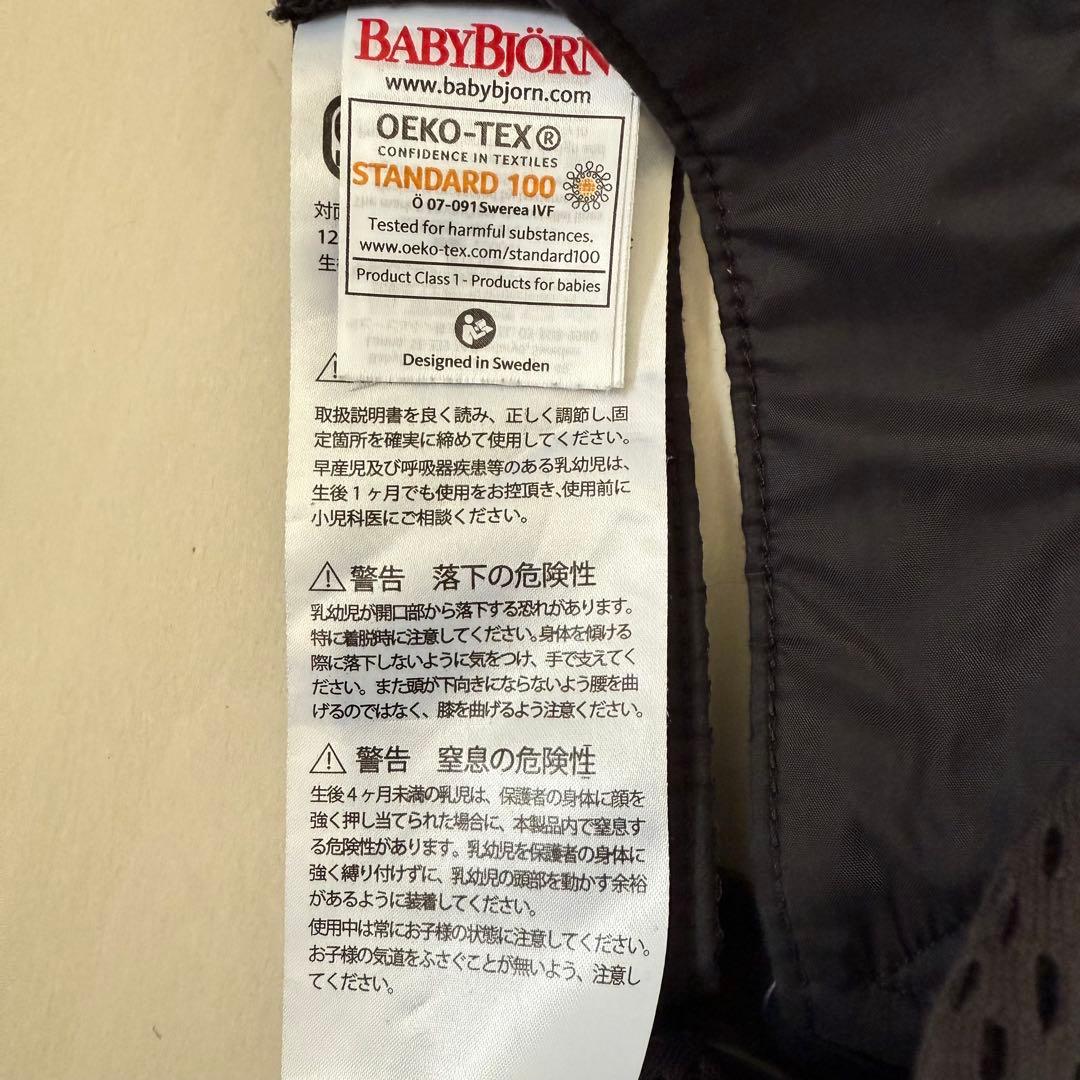 BABYBJÖRN
www.babybjorn.com
OEKO-TEX®
CONFIDENCE IN TEXTILES
STANDARD 100
Ö 07-091 Swerea IVF
Tested for harmful substances.
www.oeko-tex.com/standard100
Product Class 1 - Products for babies
Designed in Sweden
対面
12
生後
取扱説明書を良く読み、正しく調節し、固
定箇所を確実に締めて使用してください。
早産児及び呼吸器疾患等のある乳幼児は、
生後1ヶ月でも使用をお控頂き、使用前に
小児科医にご相談ください。
⚠警告 落下の危険性
乳幼児が開口部から落下する恐れがあります。
特に着脱時に注意してください。身体を傾ける
際に落下しないように気をつけ、手で支えてく
ださい。また頭が下向きにならないよう腰を曲
げるのではなく、膝を曲げるよう注意ください。
⚠警告 窒息の危険性
生後4ヶ月未満の乳児は、保護者の身体に顔を
強く押し当てられた場合に、本製品内で窒息す
る危険性があります。乳幼児を保護者の身体に
強く縛り付けずに、乳幼児の頭部を動かす余裕
があるように装着してください。
使用中は常にお子様の状態に注意してください。
お子様の気道をふさぐことが無いよう、注意し
てください。